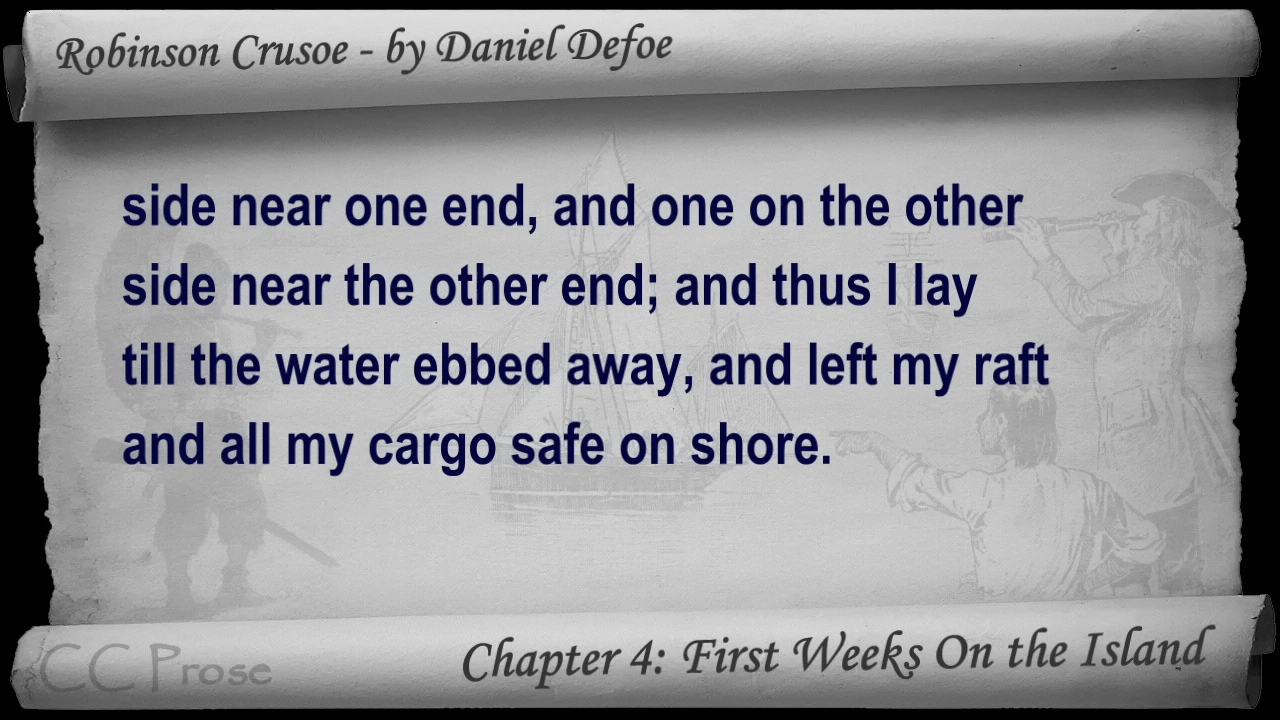 Robinson Crusoe - by Daniel Defoe
side near one end, and one on the other
side near the other end; and thus I lay
till the water ebbed away, and left my raft
and all my cargo safe on shore.
CC Prose
Chapter 4: First Weeks On the Island